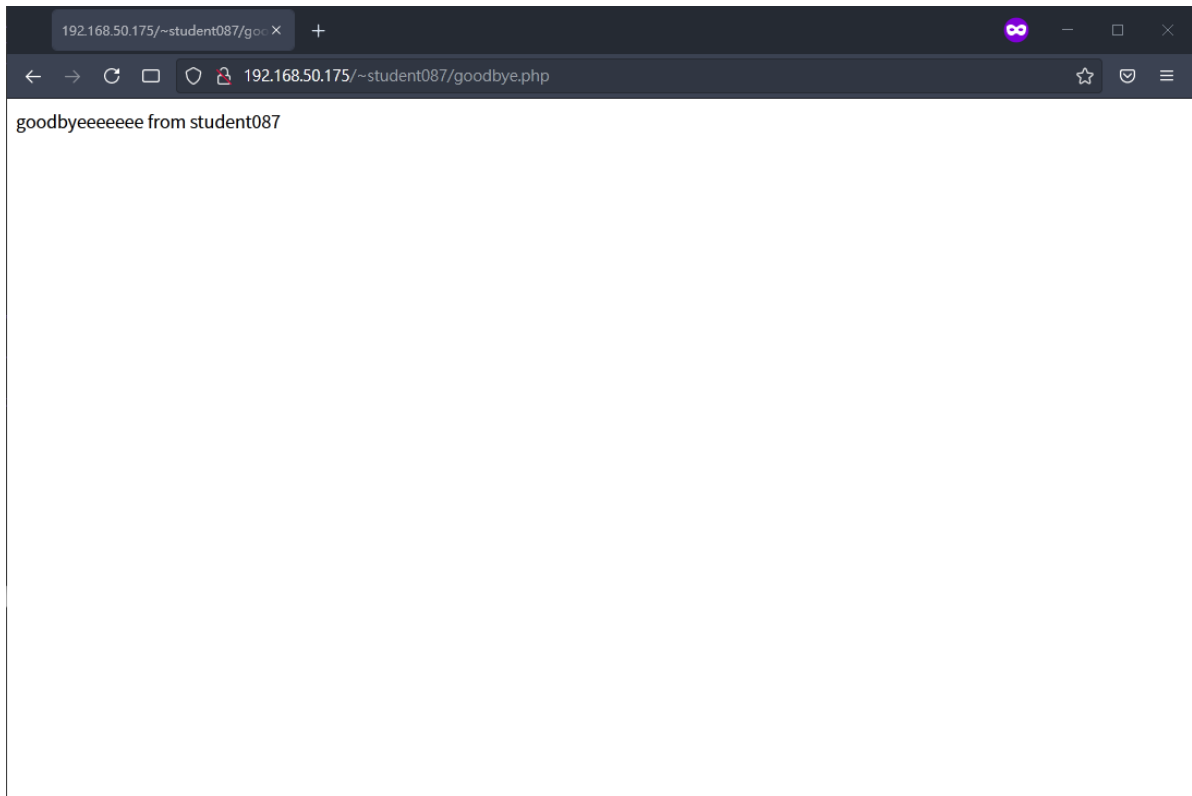 192.168.50.175/~student087/goo
192.168.50.175/~student087/goodbye.php
goodbyeeeeeee from student087